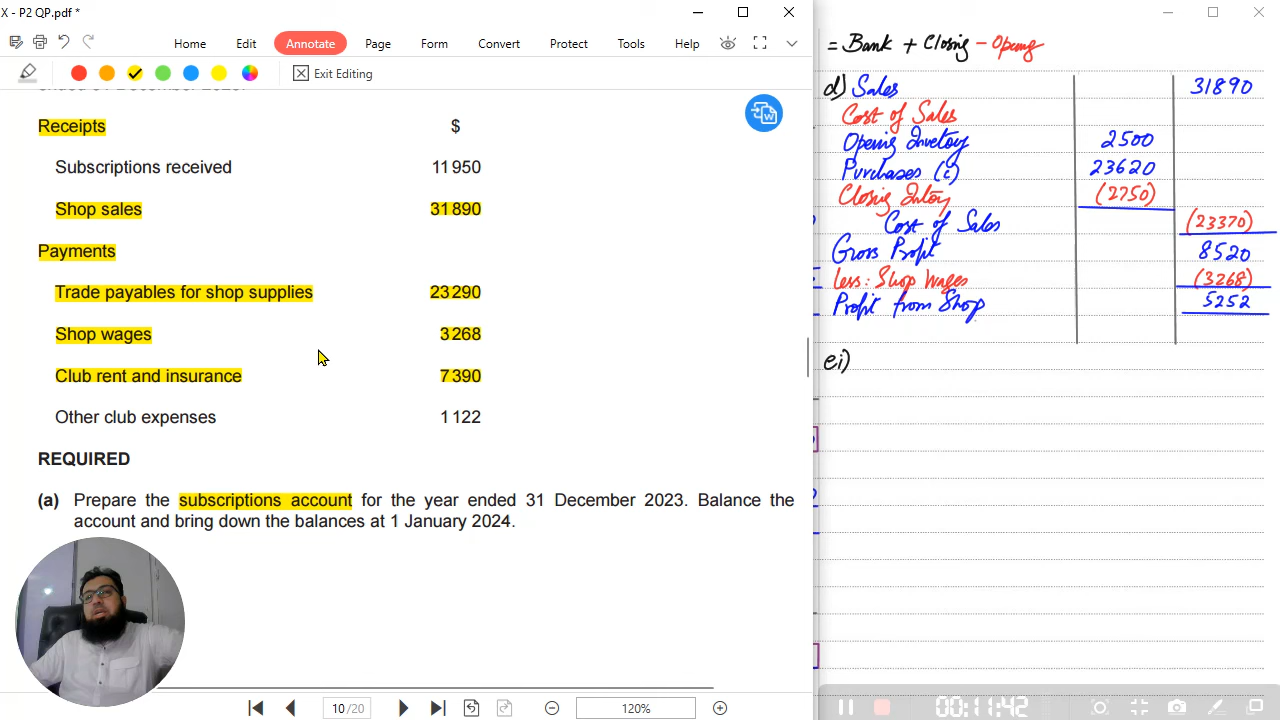 X - P2 QP.pdf *
Home Edit Annotate Page Form Convert Protect Tools Help
Exit Editing
Receipts $
Subscriptions received 11 950
Shop sales 31 890
Payments
Trade payables for shop supplies 23 290
Shop wages 3 268
Club rent and insurance 7 390
Other club expenses 1 122
REQUIRED
(a) Prepare the subscriptions account for the year ended 31 December 2023. Balance the
account and bring down the balances at 1 January 2024.
10 /20
120%
= Bank + Closing - Opening
d) Sales 31890
Cost of Sales
Opening Invetory 2500
Purchases (c) 23620
Closing Intoy (2750)
Cost of Sales (23370)
Gross Profit 8520
less: Shop Wages (3268)
Profit from Shop 5252
ei)
00:11:42